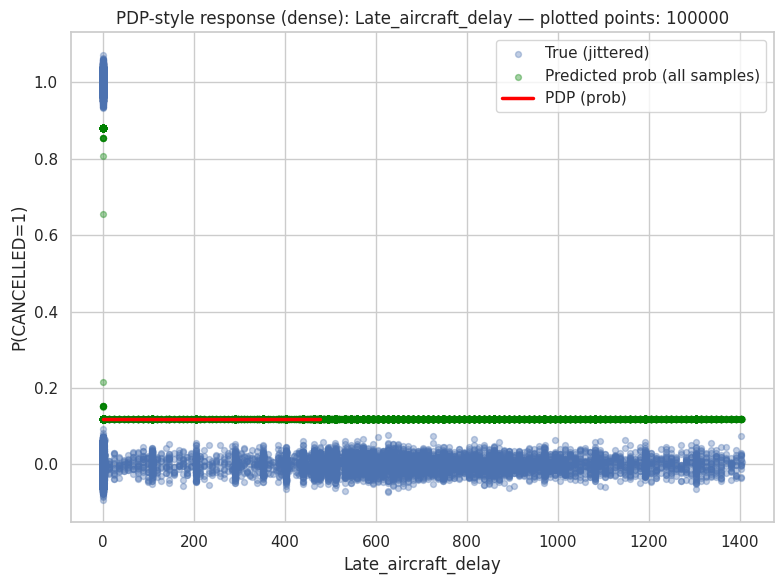 PDP-style response (dense): Late_aircraft_delay — plotted points: 100000
True (jittered)
Predicted prob (all samples)
PDP (prob)
P(CANCELLED=1)
1.0
0.8
0.6
0.4
0.2
0.0
0 200 400 600 800 1000 1200 1400
Late_aircraft_delay